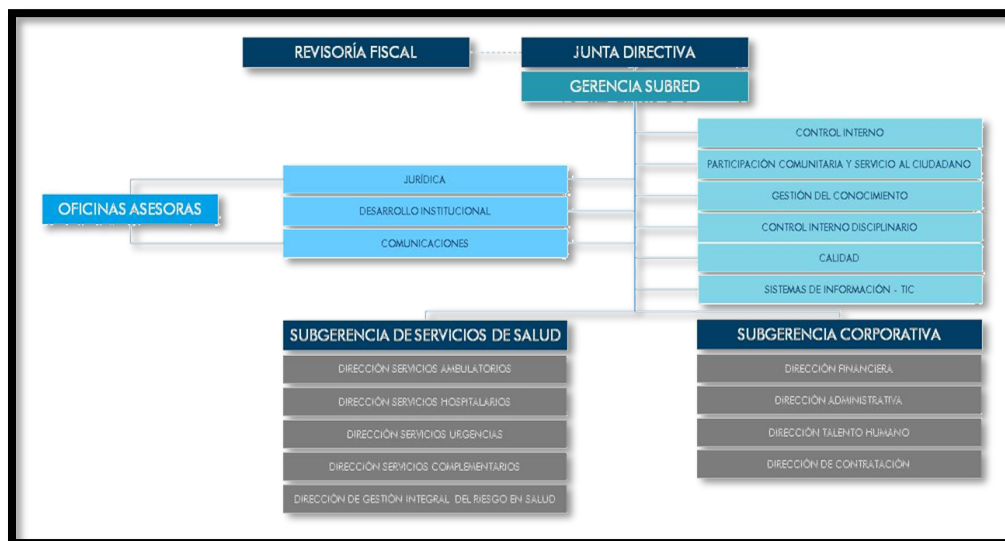 REVISORÍA FISCAL
JUNTA DIRECTIVA
GERENCIA SUBRED
CONTROL INTERNO
PARTICIPACIÓN COMUNITARIA Y SERVICIO AL CIUDADANO
GESTIÓN DEL CONOCIMIENTO
CONTROL INTERNO DISCIPLINARIO
CALIDAD
SISTEMAS DE INFORMACIÓN - TIC
OFICINAS ASESORAS
JURÍDICA
DESARROLLO INSTITUCIONAL
COMUNICACIONES
SUBGERENCIA DE SERVICIOS DE SALUD
DIRECCIÓN SERVICIOS AMBULATORIOS
DIRECCIÓN SERVICIOS HOSPITALARIOS
DIRECCIÓN SERVICIOS URGENCIAS
DIRECCIÓN SERVICIOS COMPLEMENTARIOS
DIRECCIÓN DE GESTIÓN INTEGRAL DEL RIESGO EN SALUD
SUBGERENCIA CORPORATIVA
DIRECCIÓN FINANCIERA
DIRECCIÓN ADMINISTRATIVA
DIRECCIÓN TALENTO HUMANO
DIRECCIÓN DE CONTRATACIÓN